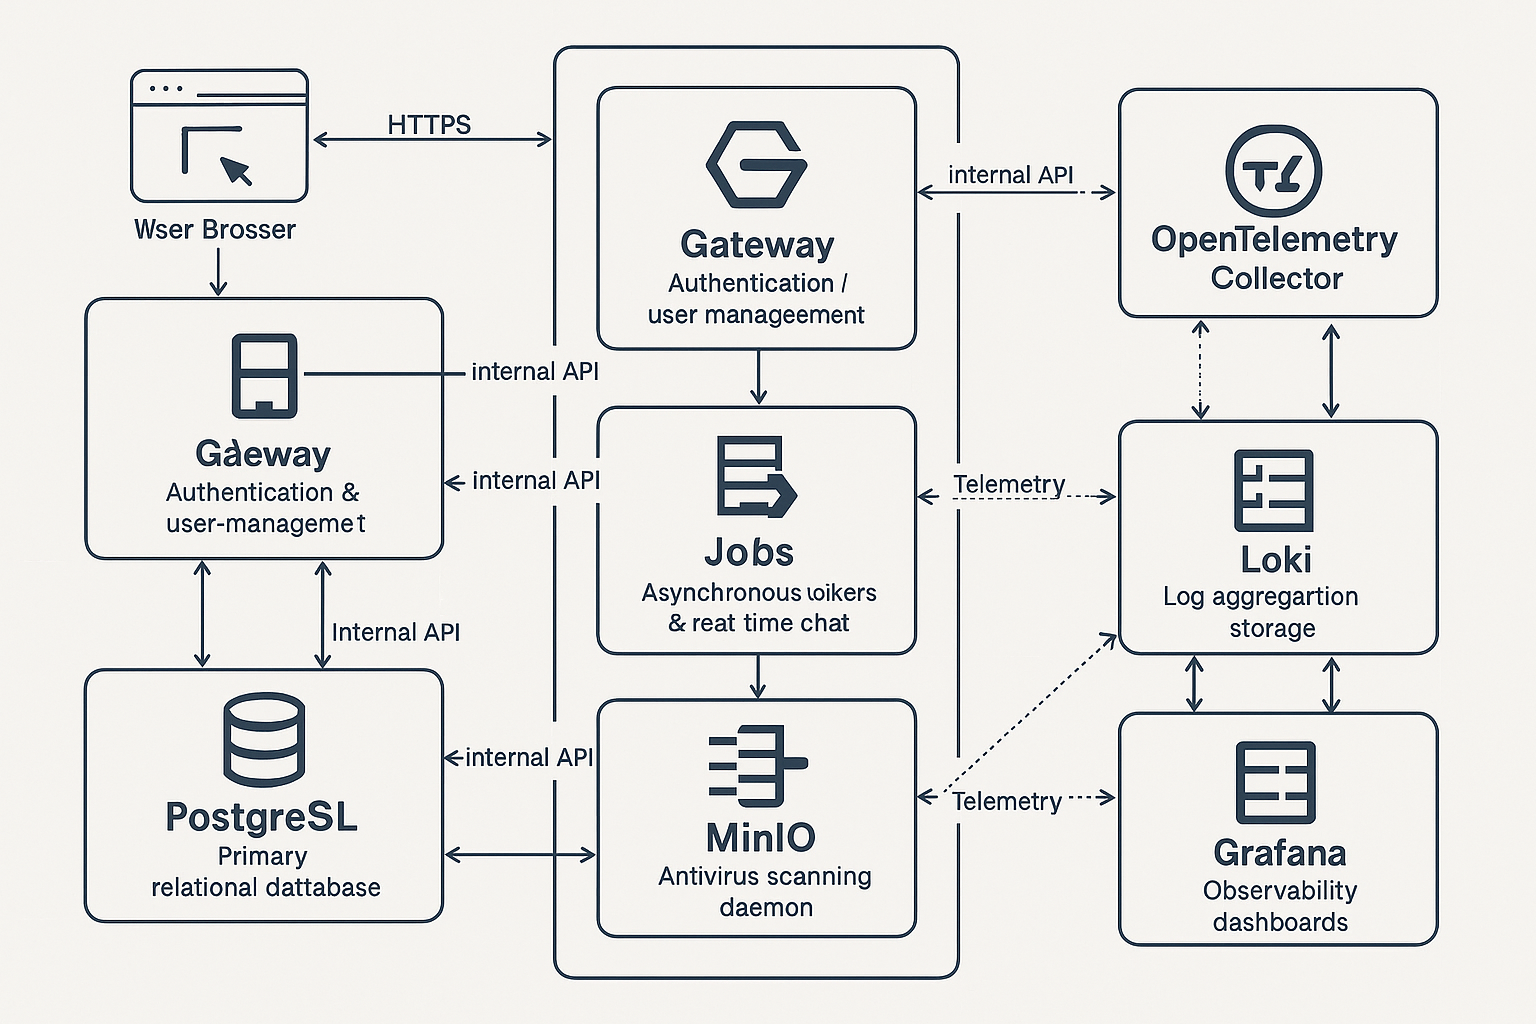 HTTPS
Wser Brosser
Gateway
Authentication /
user manageement
internal API
OpenTelemetry
Collector
internal API
Gàeway
Authentication &
user-managemet
internal API
Jobs
Asynchronous
& reat time chat
Telemetry
Loki
Log aggregartion
storage
Internal API
PostgreSL
Primary
relational dattabase
internal API
MinIO
Antivirus scanning
daemon
Telemetry
Grafana
Observability
dashboards